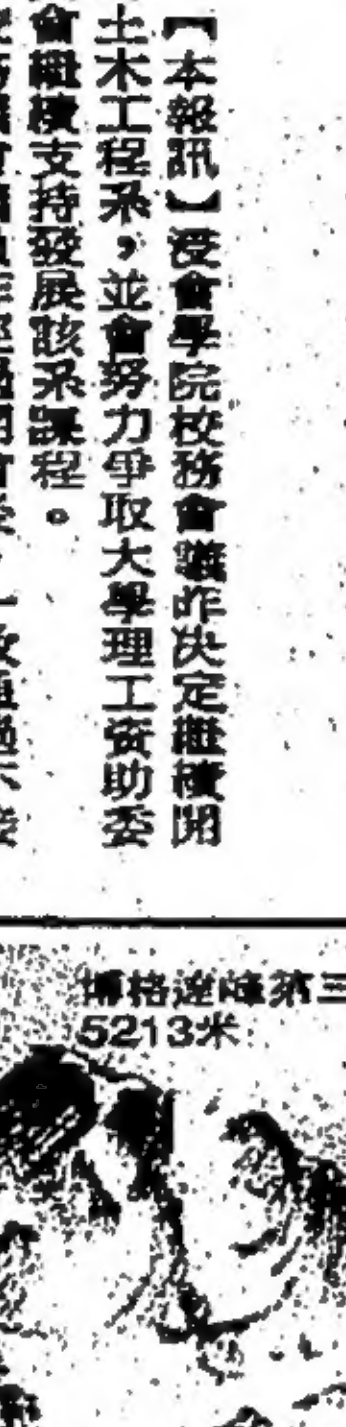 【本報訊】浸會學院校務會議昨決定繼續開
土木工程系，並會努力爭取大學理工資助委
會繼續支持發展該系課程。
博格達峰第三
5213米